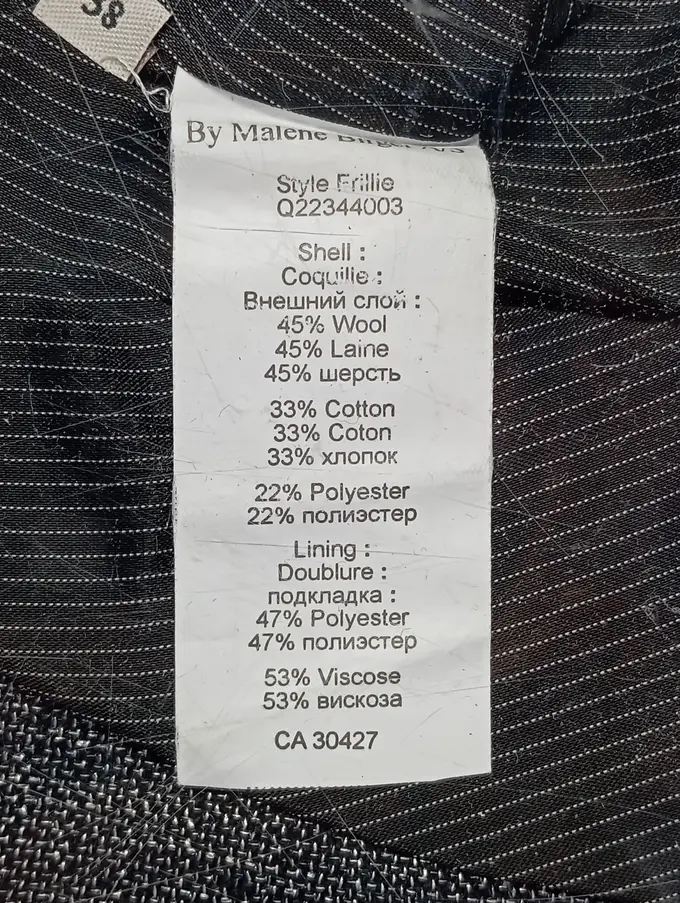 38
By Malene Birger A/S
Style Frillie
Q22344003
Shell :
Coquille :
Внешний слой :
45% Wool
45% Laine
45% шерсть
33% Cotton
33% Coton
33% хлопок
22% Polyester
22% полиэстер
Lining :
Doublure :
подкладка :
47% Polyester
47% полиэстер
53% Viscose
53% вискоза
CA 30427